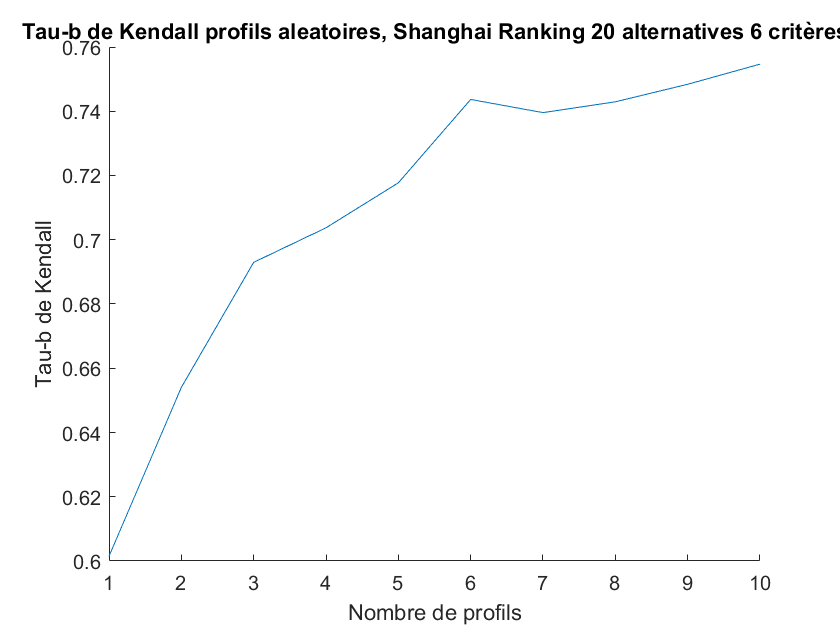 Tau-b de Kendall profils aleatoires, Shanghai Ranking 20 alternatives 6 critères
0.76
0.74
0.72
0.7
0.68
0.66
0.64
0.62
0.6
Tau-b de Kendall
1 2 3 4 5 6 7 8 9 10
Nombre de profils